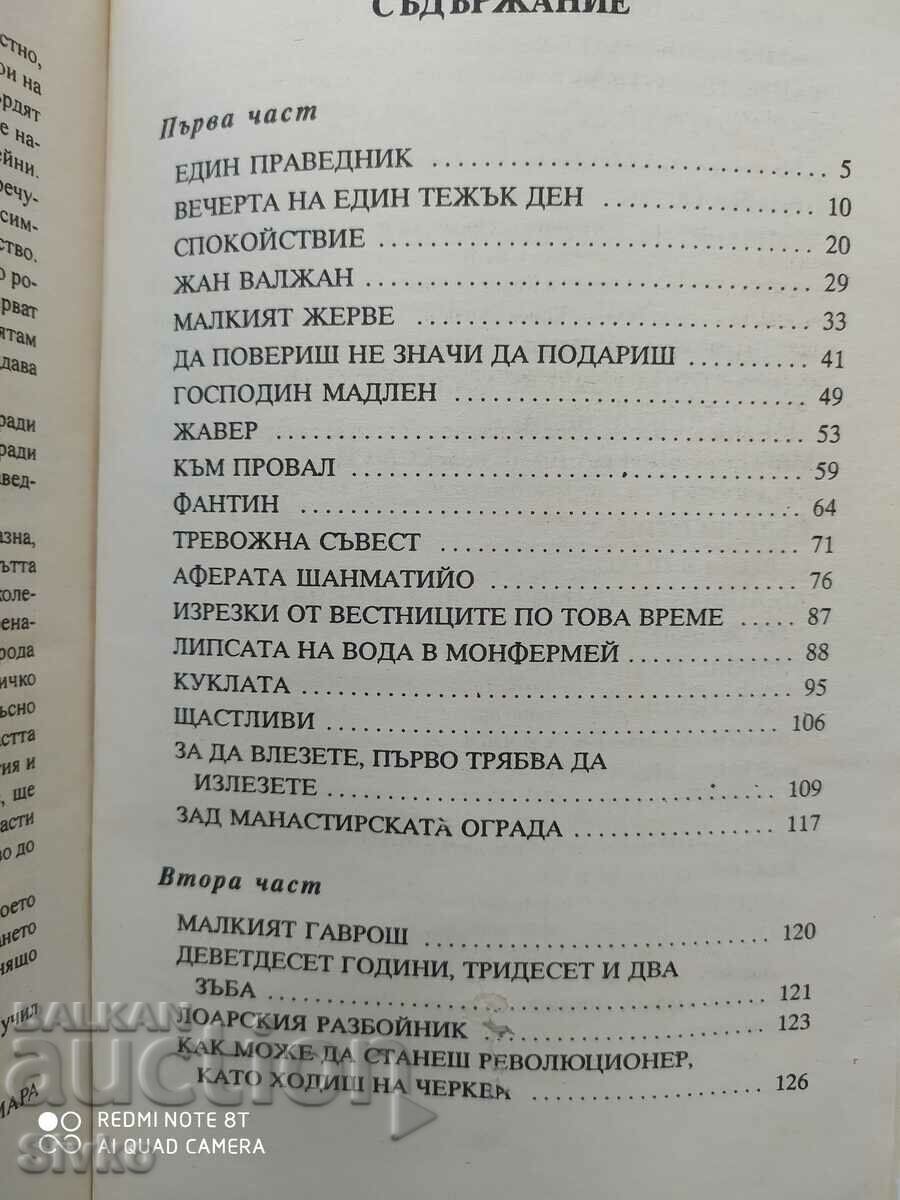 СЪДЪРЖАНИЕ
Първа част
ЕДИН ПРАВЕДНИК 5
ВЕЧЕРТА НА ЕДИН ТЕЖЪК ДЕН 10
СПОКОЙСТВИЕ 20
ЖАН ВАЛЖАН 29
МАЛКИЯТ ЖЕРВЕ 33
ДА ПОВЕРИШ НЕ ЗНАЧИ ДА ПОДАРИШ 41
ГОСПОДИН МАДЛЕН 49
ЖАВЕР 53
КЪМ ПРОВАЛ 59
ФАНТИН 64
ТРЕВОЖНА СЪВЕСТ 71
АФЕРАТА ШАНМАТИЙО 76
ИЗРЕЗКИ ОТ ВЕСТНИЦИТЕ ПО ТОВА ВРЕМЕ 87
ЛИПСАТА НА ВОДА В МОНФЕРМЕЙ 88
КУКЛАТА 95
ЩАСТЛИВИ 106
ЗА ДА ВЛЕЗЕТЕ, ПЪРВО ТРЯБВА ДА
ИЗЛЕЗЕТЕ 109
ЗАД МАНАСТИРСКАТА ОГРАДА 117
Втора част
МАЛКИЯТ ГАВРОШ 120
ДЕВЕТДЕСЕТ ГОДИНИ, ТРИДЕСЕТ И ДВА
ЗЪБА 121
ЛОАРСКИЯ РАЗБОЙНИК 123
КАК МОЖЕ ДА СТАНЕШ РЕВОЛЮЦИОНЕР,
КАТО ХОДИШ НА ЧЕРКВА 126
BALKAN
auction
REDMI NOTE 8T
AI QUAD CAMERA
Sivko